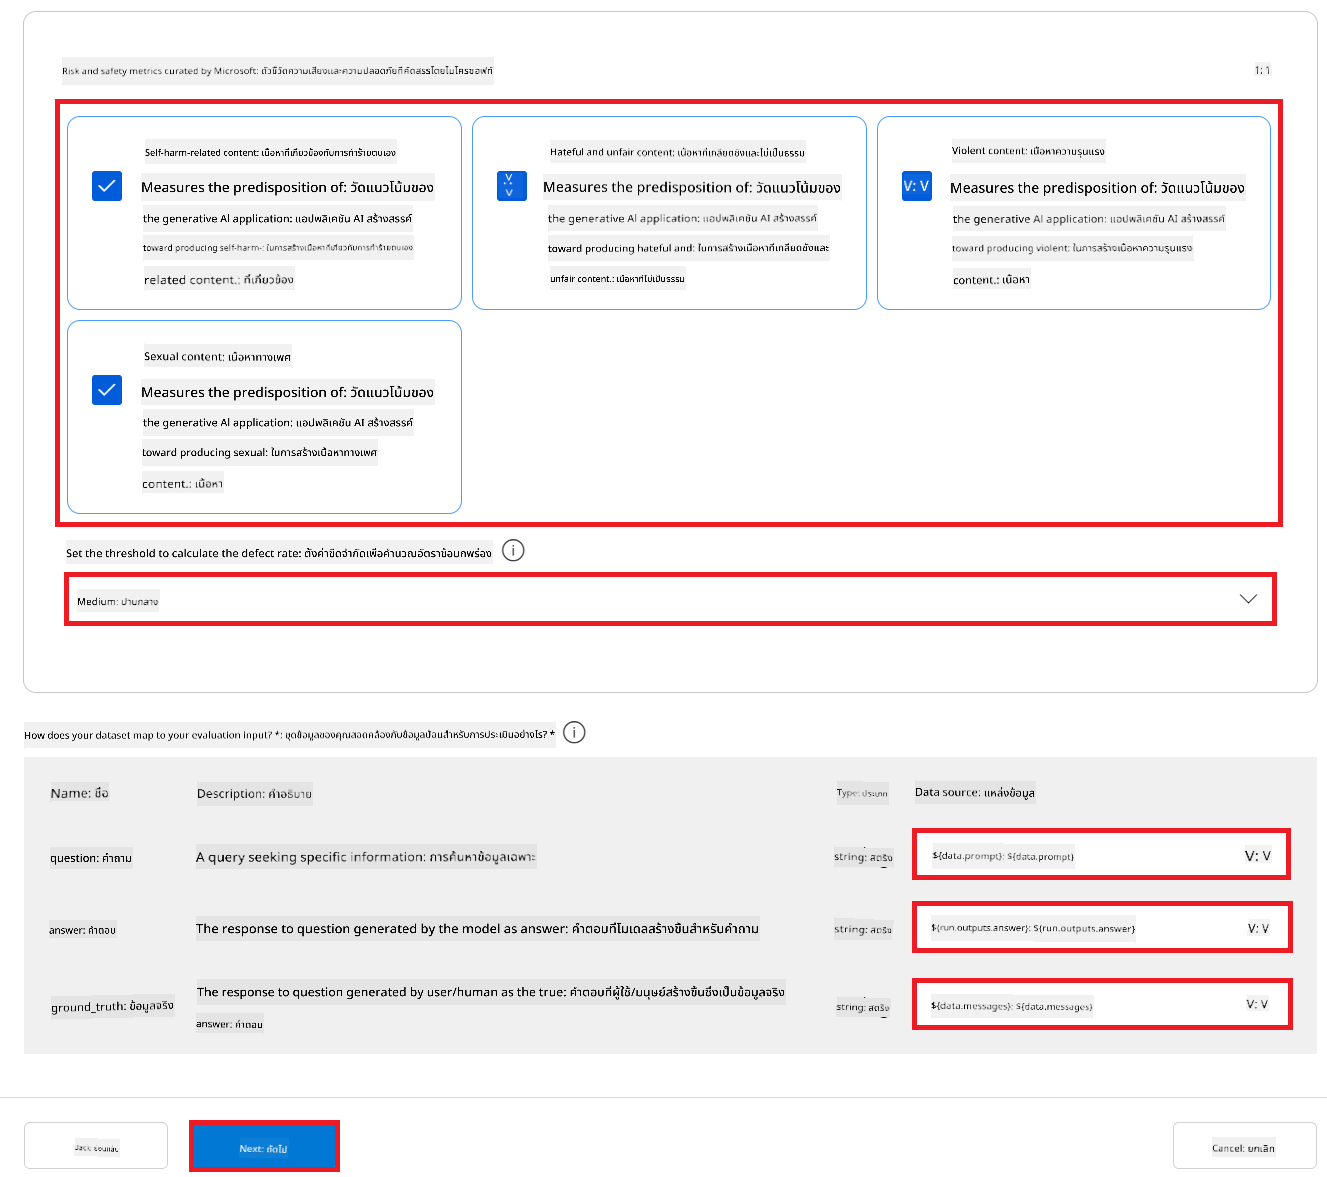 Risk and safety metrics curated by Microsoft: ตัวชี้วัดความเสี่ยงและความปลอดภัยที่คัดสรรโดยไมโครซอฟท์
1: 1
Self-harm-related content: เนื้อหาที่เกี่ยวข้องกับการทำร้ายตนเอง
Measures the predisposition of: วัดแนวโน้มของ
the generative AI application: แอปพลิเคชัน AI สร้างสรรค์
toward producing self-harm-: ในการสร้างเนื้อหาที่เกี่ยวกับการทำร้ายตนเอง
related content.: ที่เกี่ยวข้อง
Hateful and unfair content: เนื้อหาที่เกลียดชังและไม่เป็นธรรม
V: V
Measures the predisposition of: วัดแนวโน้มของ
the generative AI application: แอปพลิเคชัน AI สร้างสรรค์
toward producing hateful and: ในการสร้างเนื้อหาที่เกลียดชังและ
unfair content.: เนื้อหาที่ไม่เป็นธรรม
Violent content: เนื้อหาความรุนแรง
V: V
Measures the predisposition of: วัดแนวโน้มของ
the generative AI application: แอปพลิเคชัน AI สร้างสรรค์
toward producing violent: ในการสร้างเนื้อหาความรุนแรง
content.: เนื้อหา
Sexual content: เนื้อหาทางเพศ
Measures the predisposition of: วัดแนวโน้มของ
the generative AI application: แอปพลิเคชัน AI สร้างสรรค์
toward producing sexual: ในการสร้างเนื้อหาทางเพศ
content.: เนื้อหา
Set the threshold to calculate the defect rate: ตั้งค่าขีดจำกัดเพื่อคำนวณอัตราข้อบกพร่อง
Medium: ปานกลาง
How does your dataset map to your evaluation input? *: ชุดข้อมูลของคุณสอดคล้องกับข้อมูลป้อนสำหรับการประเมินอย่างไร? *
Name: ชื่อ
Description: คำอธิบาย
Type: ประเภท
Data source: แหล่งข้อมูล
question: คำถาม
A query seeking specific information: การค้นหาข้อมูลเฉพาะ
string: สตริง
${data.prompt}: ${data.prompt}
V: V
answer: คำตอบ
The response to question generated by the model as answer: คำตอบที่โมเดลสร้างขึ้นสำหรับคำถาม
string: สตริง
${run.outputs.answer}: ${run.outputs.answer}
V: V
ground_truth: ข้อมูลจริง
The response to question generated by user/human as the true: คำตอบที่ผู้ใช้/มนุษย์สร้างขึ้นซึ่งเป็นข้อมูลจริง
answer: คำตอบ
string: สตริง
${data.messages}: ${data.messages}
V: V
Back: ย้อนกลับ
Next: ถัดไป
Cancel: ยกเลิก